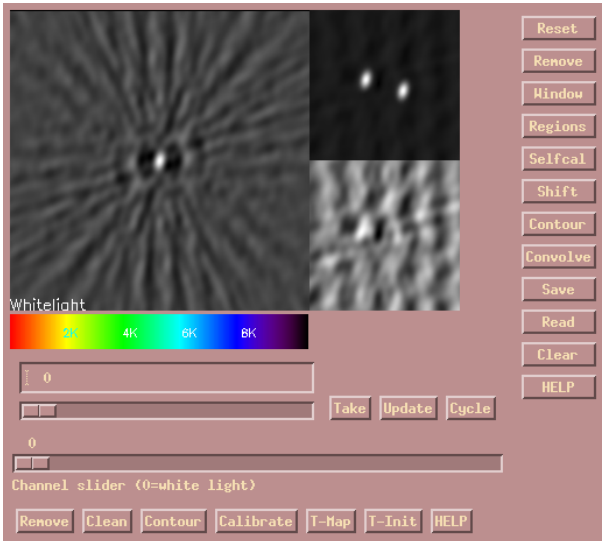 Reset
Remove
Window
Regions
Selfcal
Shift
Contour
Convolve
Save
Read
Clear
HELP
Whitelight
2K 4K 6K 8K
0
Take Update Cycle
0
Channel slider (0=white light)
Remove Clean Contour Calibrate T-Map T-Init HELP